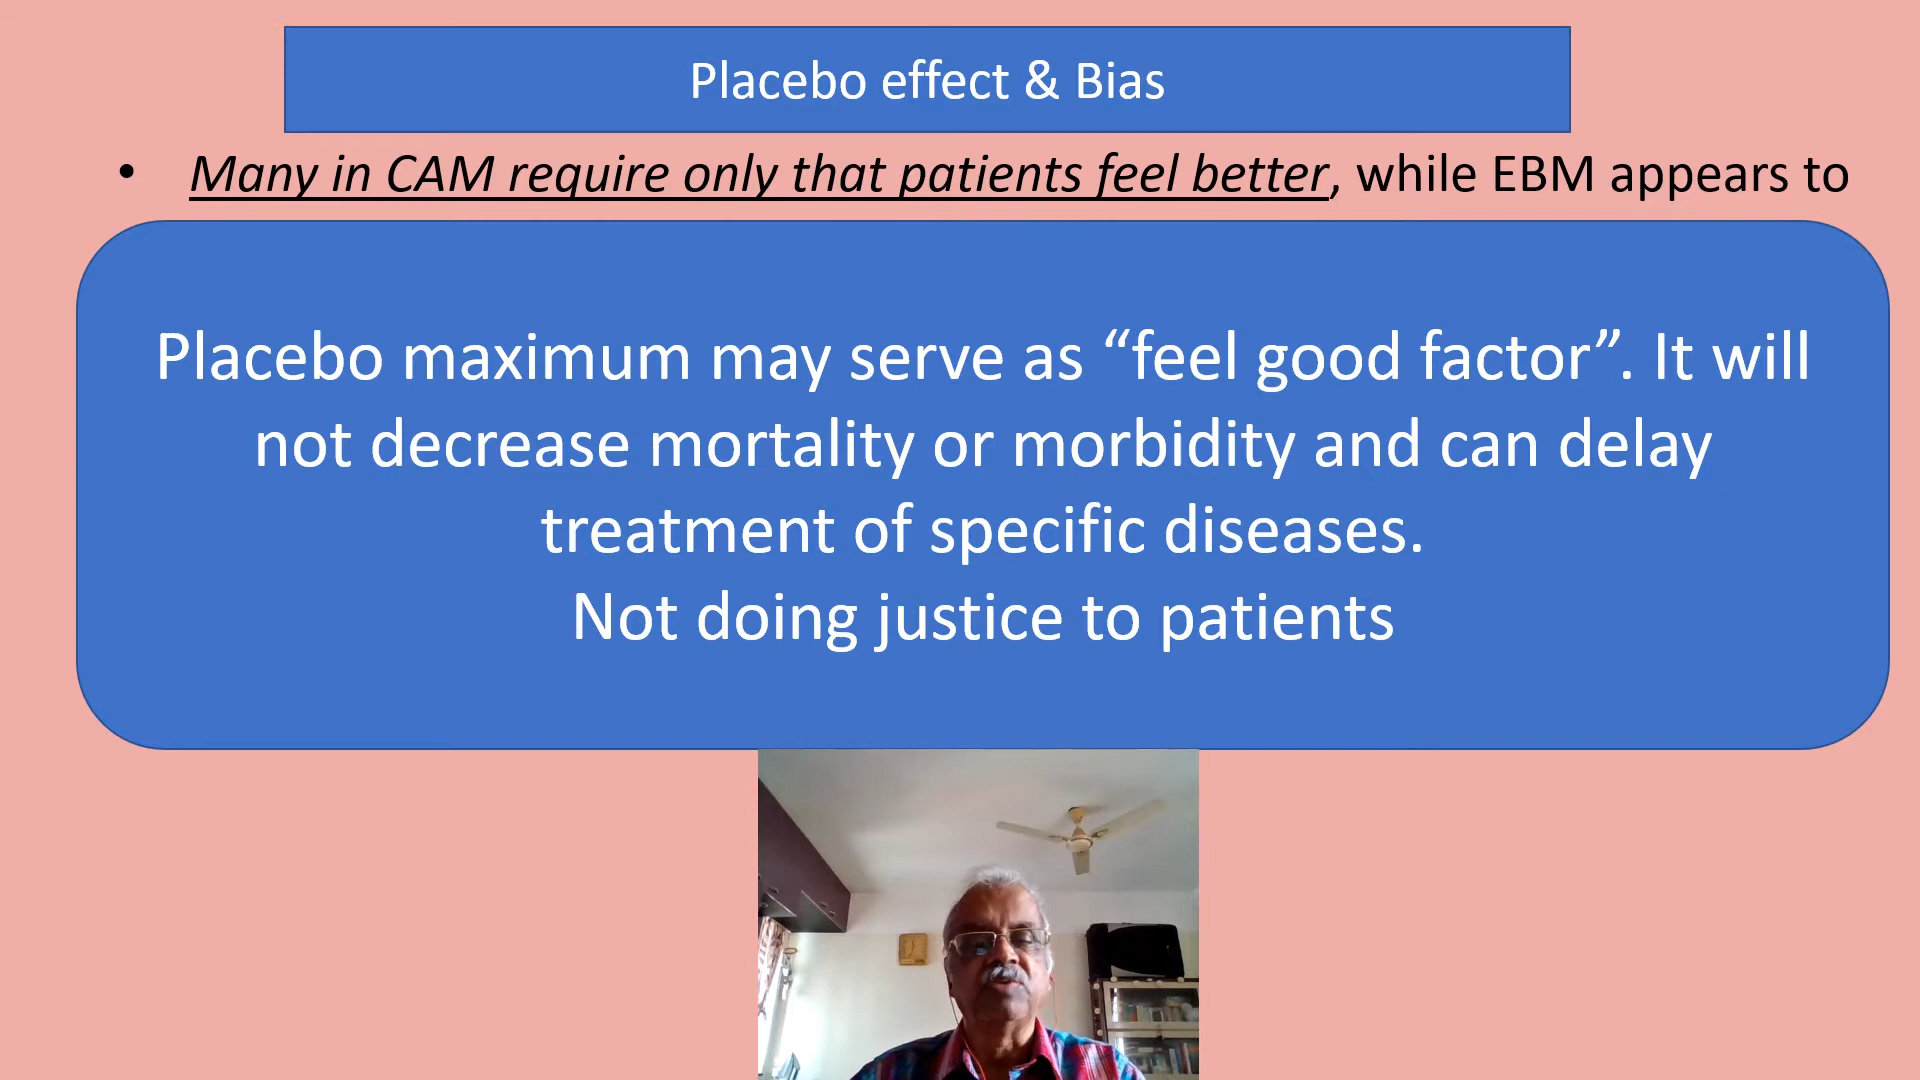 Placebo effect & Bias
• Many in CAM require only that patients feel better, while EBM appears to
Placebo maximum may serve as “feel good factor”. It will
not decrease mortality or morbidity and can delay
treatment of specific diseases.
Not doing justice to patients